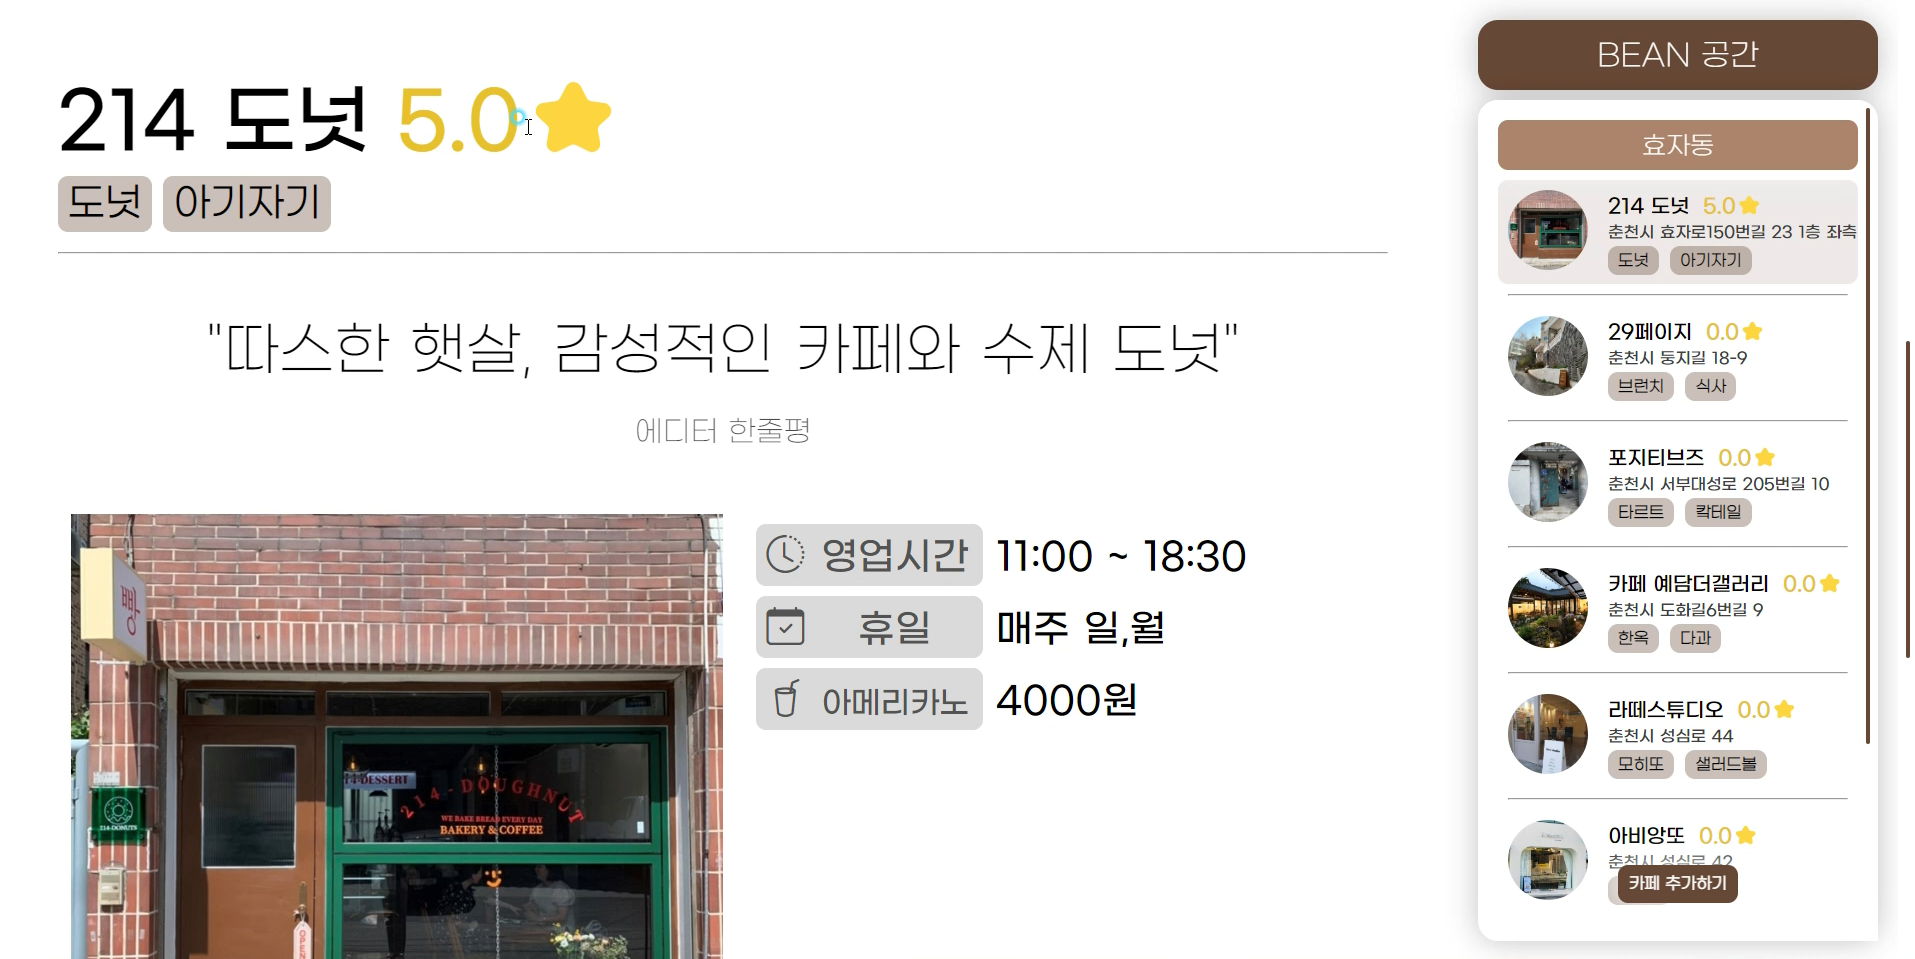 214 도넛 5.0
도넛 아기자기
"따스한 햇살, 감성적인 카페와 수제 도넛"
에디터 한줄평
빵
214-DONUTS
14-DESSERT
214-DOUGHNUT
WE BAKE BREAD EVERY DAY
BAKERY & COFFEE
OPEN
영업시간 11:00 ~ 18:30
휴일 매주 일,월
아메리카노 4000원
BEAN 공간
효자동
214 도넛 5.0
춘천시 효자로150번길 23 1층 좌측
도넛 아기자기
29페이지 0.0
춘천시 둥지길 18-9
브런치 식사
포지티브즈 0.0
춘천시 서부대성로 205번길 10
타르트 칵테일
카페 예담더갤러리 0.0
춘천시 도화길6번길 9
한옥 다과
라떼스튜디오 0.0
춘천시 성심로 44
모히또 샐러드볼
아비앙또 0.0
춘천시 성심로 42
카페 추가하기